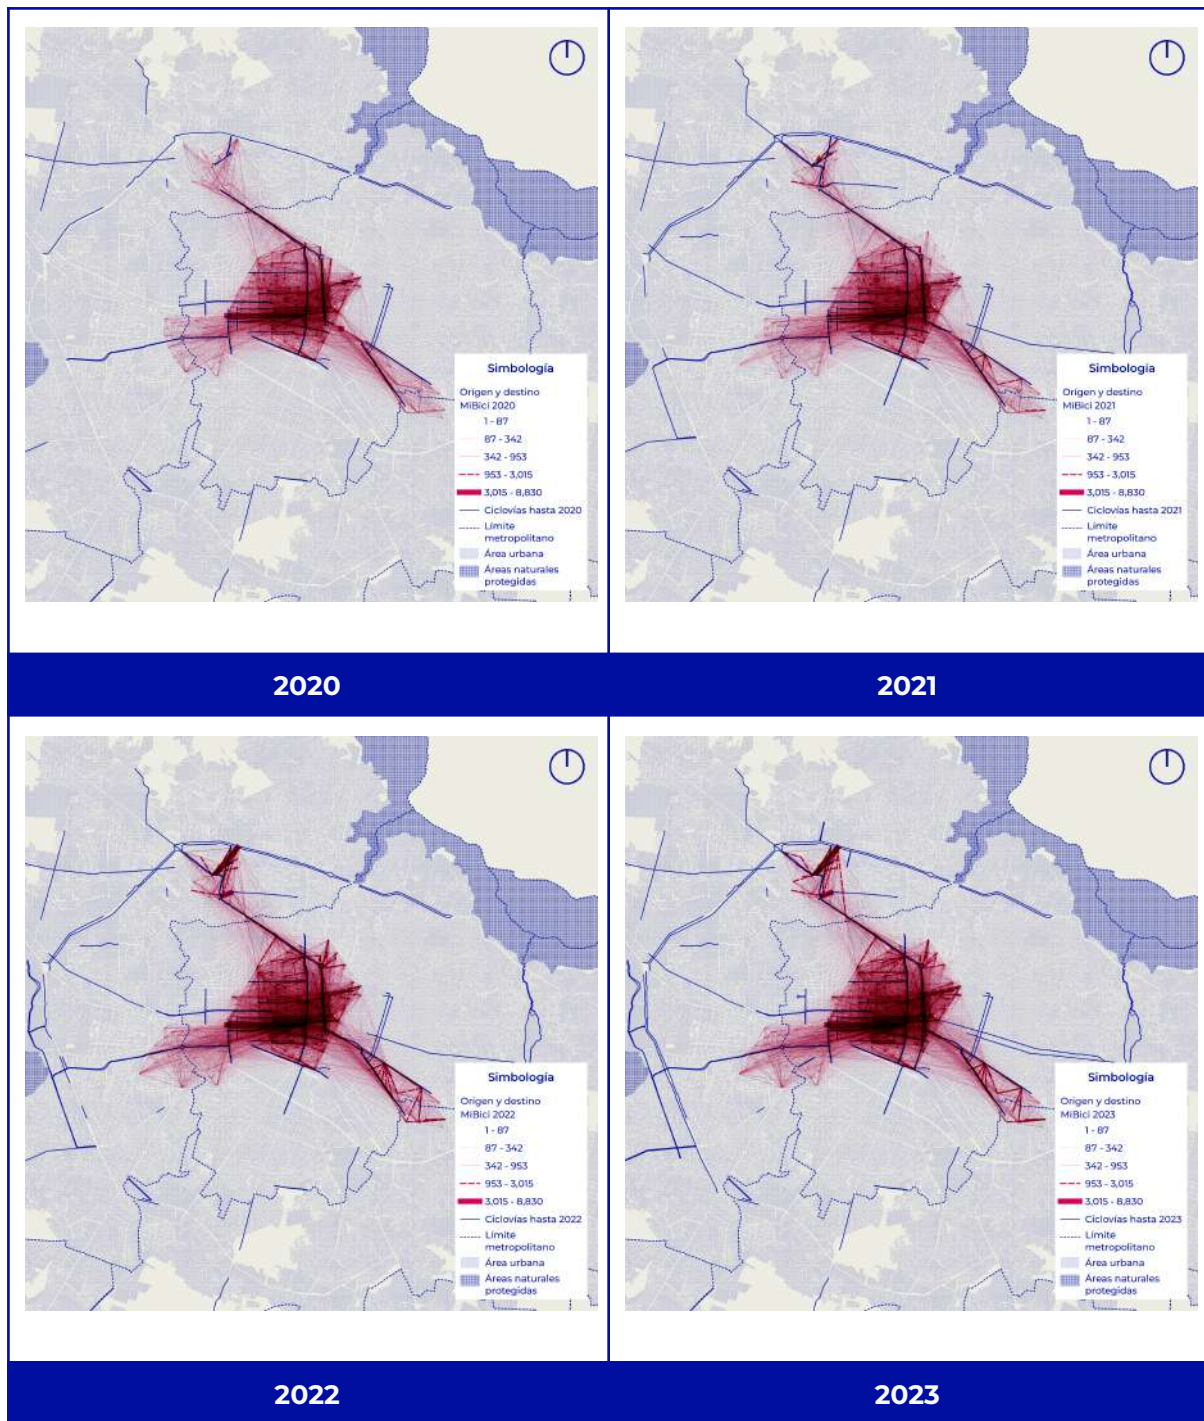 Simbología
Origen y destino
MiBici 2020
1 - 87
87 - 342
342 - 953
953 - 3,015
3,015 - 8,830
Ciclovías hasta 2020
Límite
metropolitano
Área urbana
Áreas naturales
protegidas
Simbología
Origen y destino
MiBici 2021
1 - 87
87 - 342
342 - 953
953 - 3,015
3,015 - 8,830
Ciclovías hasta 2021
Límite
metropolitano
Área urbana
Áreas naturales
protegidas
2020
2021
Simbología
Origen y destino
MiBici 2022
1 - 87
87 - 342
342 - 953
953 - 3,015
3,015 - 8,830
Ciclovías hasta 2022
Límite
metropolitano
Área urbana
Áreas naturales
protegidas
Simbología
Origen y destino
MiBici 2023
1 - 87
87 - 342
342 - 953
953 - 3,015
3,015 - 8,830
Ciclovías hasta 2023
Límite
metropolitano
Área urbana
Áreas naturales
protegidas
2022
2023